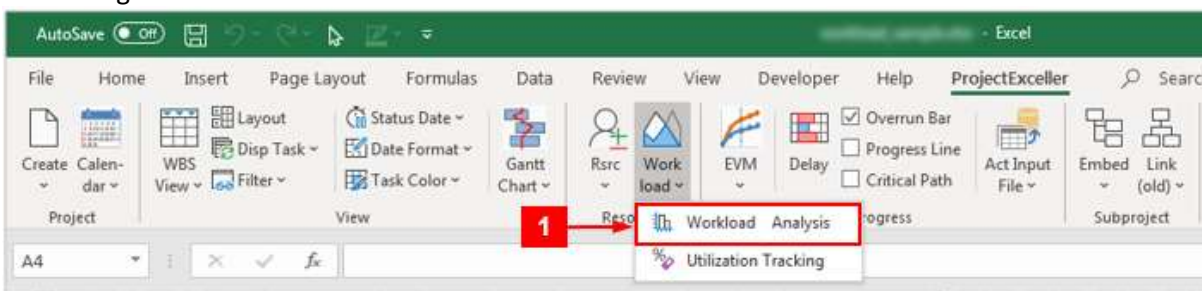 AutoSave Off - Excel
File Home Insert Page Layout Formulas Data Review View Developer Help ProjectExceller Searc
Layout Status Date Overrun Bar
Disp Task Date Format Progress Line
Create Calen- WBS Gantt Rsrc Work EVM Delay Act Input Embed Link
dar View Filter Task Color Chart load Critical Path File (old)
Project View Reso ogress Subproject
1 Workload Analysis
A4 fx Utilization Tracking